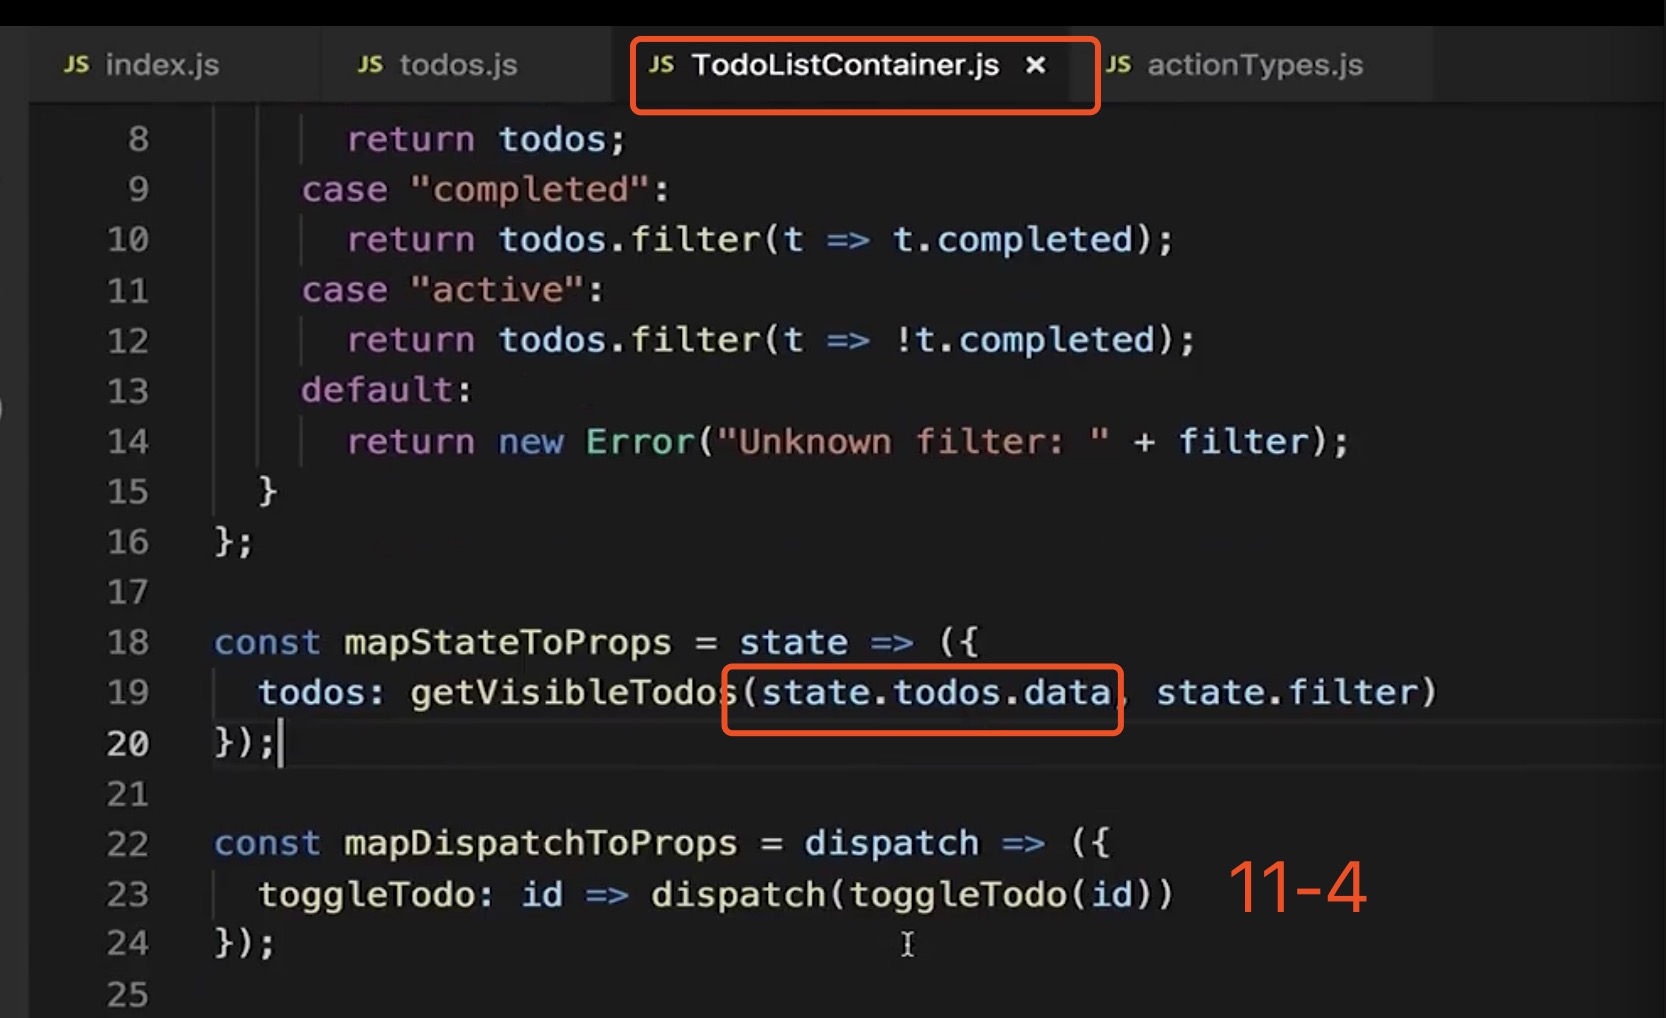 JS index.js JS todos.js JS TodoListContainer.js × JS actionTypes.js
8 return todos;
9 case "completed":
10 return todos.filter(t => t.completed);
11 case "active":
12 return todos.filter(t => !t.completed);
13 default:
14 return new Error("Unknown filter: " + filter);
15 }
16 };
17
18 const mapStateToProps = state => ({
19 todos: getVisibleTodos(state.todos.data, state.filter)
20 });
21
22 const mapDispatchToProps = dispatch => ({
23 toggleTodo: id => dispatch(toggleTodo(id)) 11-4
24 });
25